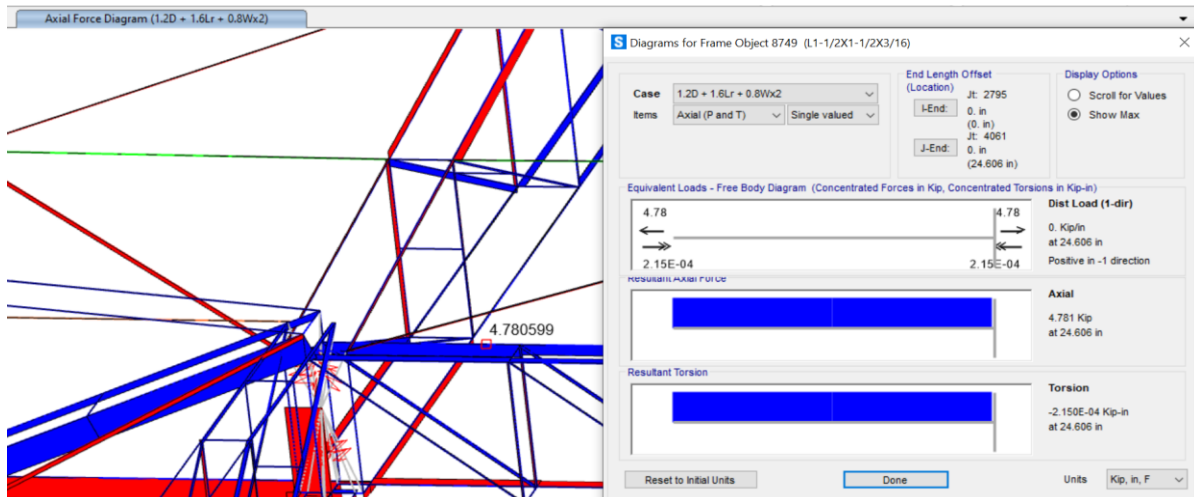 Axial Force Diagram (1.2D + 1.6Lr + 0.8Wx2)
4.780599
S Diagrams for Frame Object 8749 (L1-1/2X1-1/2X3/16)
Case 1.2D + 1.6Lr + 0.8Wx2
Items Axial (P and T) Single valued
End Length Offset
(Location)
Jt: 2795
I-End: 0. in
(0. in)
Jt: 4061
J-End: 0. in
(24.606 in)
Display Options
Scroll for Values
Show Max
Equivalent Loads - Free Body Diagram (Concentrated Forces in Kip, Concentrated Torsions in Kip-in)
4.78 4.78
2.15E-04 2.15E-04
Dist Load (1-dir)
0. Kip/in
at 24.606 in
Positive in -1 direction
Resultant Axial Force
Axial
4.781 Kip
at 24.606 in
Resultant Torsion
Torsion
-2.150E-04 Kip-in
at 24.606 in
Reset to Initial Units Done Units Kip, in, F